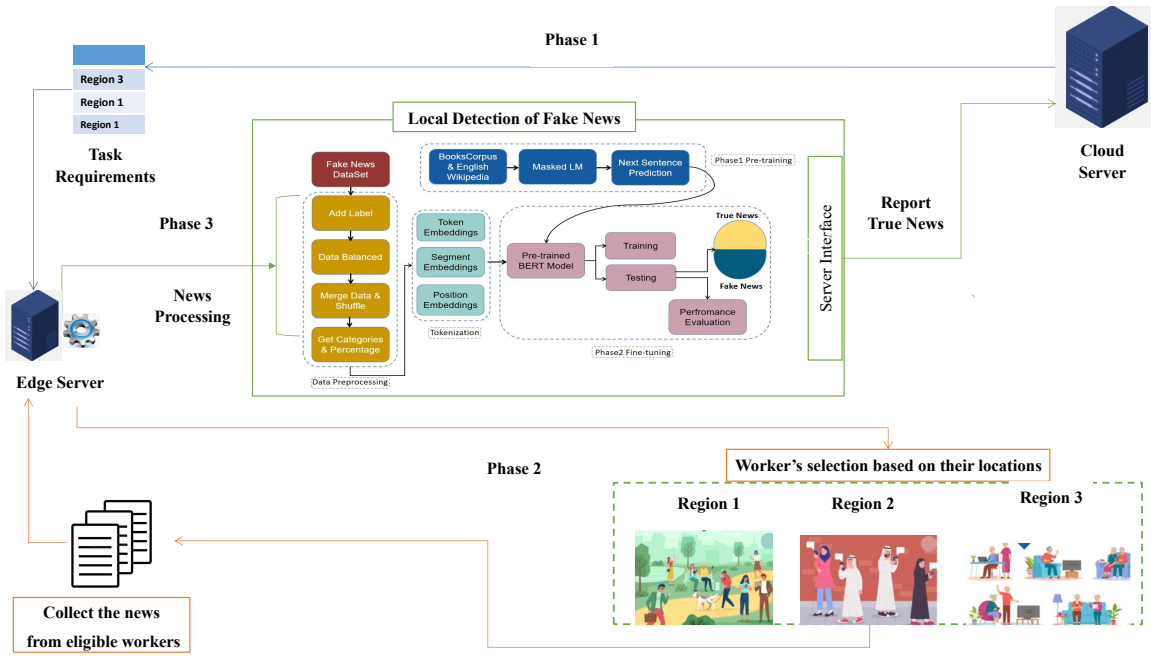 Phase 1
Region 3
Region 1
Region 1
Task
Requirements
Cloud
Server
Local Detection of Fake News
Fake News
DataSet
Add Label
Data Balanced
Merge Data &
Shuffle
Get Categories
& Percentage
Data Preprocessing
BooksCorpus
& English
Wikipedia
Masked LM
Next Sentence
Prediction
Phase1 Pre-training
Token
Embeddings
Segment
Embeddings
Position
Embeddings
Tokenization
Pre-trained
BERT Model
Training
Testing
True News
Fake News
Perfromance
Evaluation
Phase2 Fine-tuning
Server Interface
Report
True News
Phase 3
News
Processing
Edge Server
Phase 2
Worker’s selection based on their locations
Region 1
Region 2
Region 3
Collect the news
from eligible workers